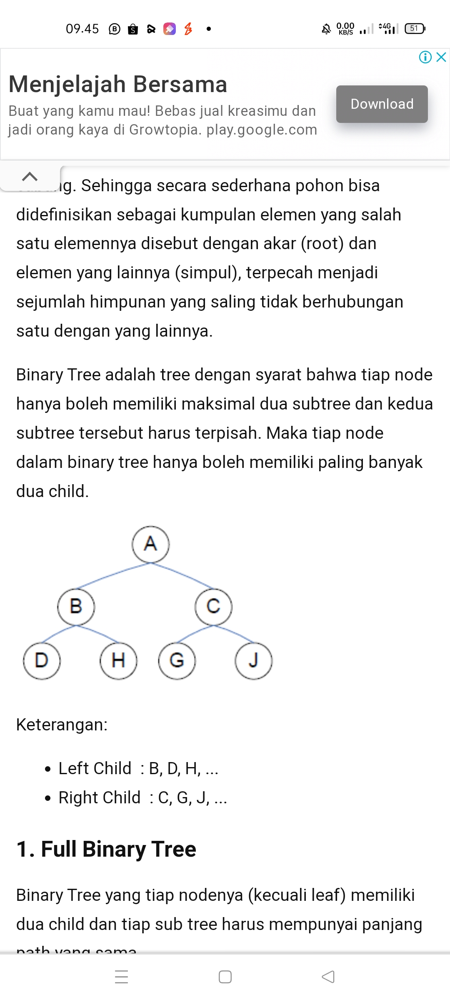 09.45
0.00
KB/S
4G
51
Menjelajah Bersama
Buat yang kamu mau! Bebas jual kreasimu dan
jadi orang kaya di Growtopia. play.google.com
Download
ng. Sehingga secara sederhana pohon bisa
didefinisikan sebagai kumpulan elemen yang salah
satu elemennya disebut dengan akar (root) dan
elemen yang lainnya (simpul), terpecah menjadi
sejumlah himpunan yang saling tidak berhubungan
satu dengan yang lainnya.
Binary Tree adalah tree dengan syarat bahwa tiap node
hanya boleh memiliki maksimal dua subtree dan kedua
subtree tersebut harus terpisah. Maka tiap node
dalam binary tree hanya boleh memiliki paling banyak
dua child.
A
B C
D H G J
Keterangan:
• Left Child : B, D, H, ...
• Right Child : C, G, J, ...
1. Full Binary Tree
Binary Tree yang tiap nodenya (kecuali leaf) memiliki
dua child dan tiap sub tree harus mempunyai panjang
path yang sama